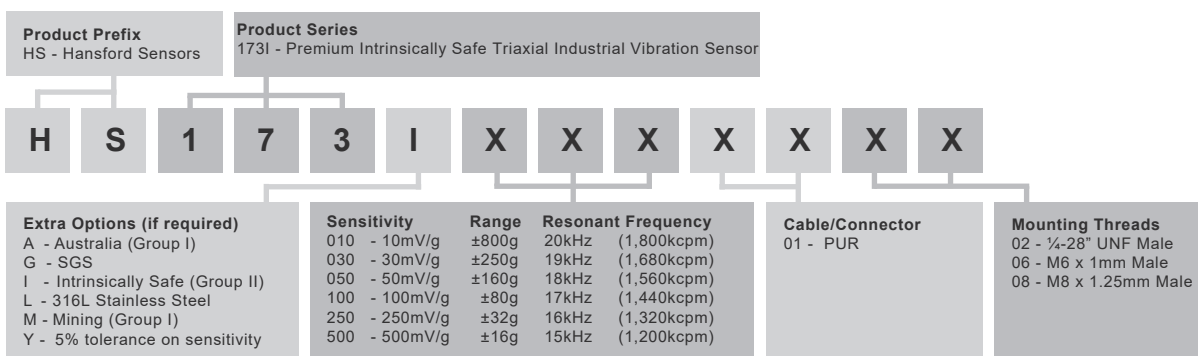 Product Prefix
HS - Hansford Sensors
Product Series
173I - Premium Intrinsically Safe Triaxial Industrial Vibration Sensor
H S 1 7 3 I X X X X X X X
Extra Options (if required)
A - Australia (Group I)
G - SGS
I - Intrinsically Safe (Group II)
L - 316L Stainless Steel
M - Mining (Group I)
Y - 5% tolerance on sensitivity
Sensitivity Range Resonant Frequency
010 - 10mV/g ±800g 20kHz (1,800kcpm)
030 - 30mV/g ±250g 19kHz (1,680kcpm)
050 - 50mV/g ±160g 18kHz (1,560kcpm)
100 - 100mV/g ±80g 17kHz (1,440kcpm)
250 - 250mV/g ±32g 16kHz (1,320kcpm)
500 - 500mV/g ±16g 15kHz (1,200kcpm)
Cable/Connector
01 - PUR
Mounting Threads
02 - ¼-28” UNF Male
06 - M6 x 1mm Male
08 - M8 x 1.25mm Male